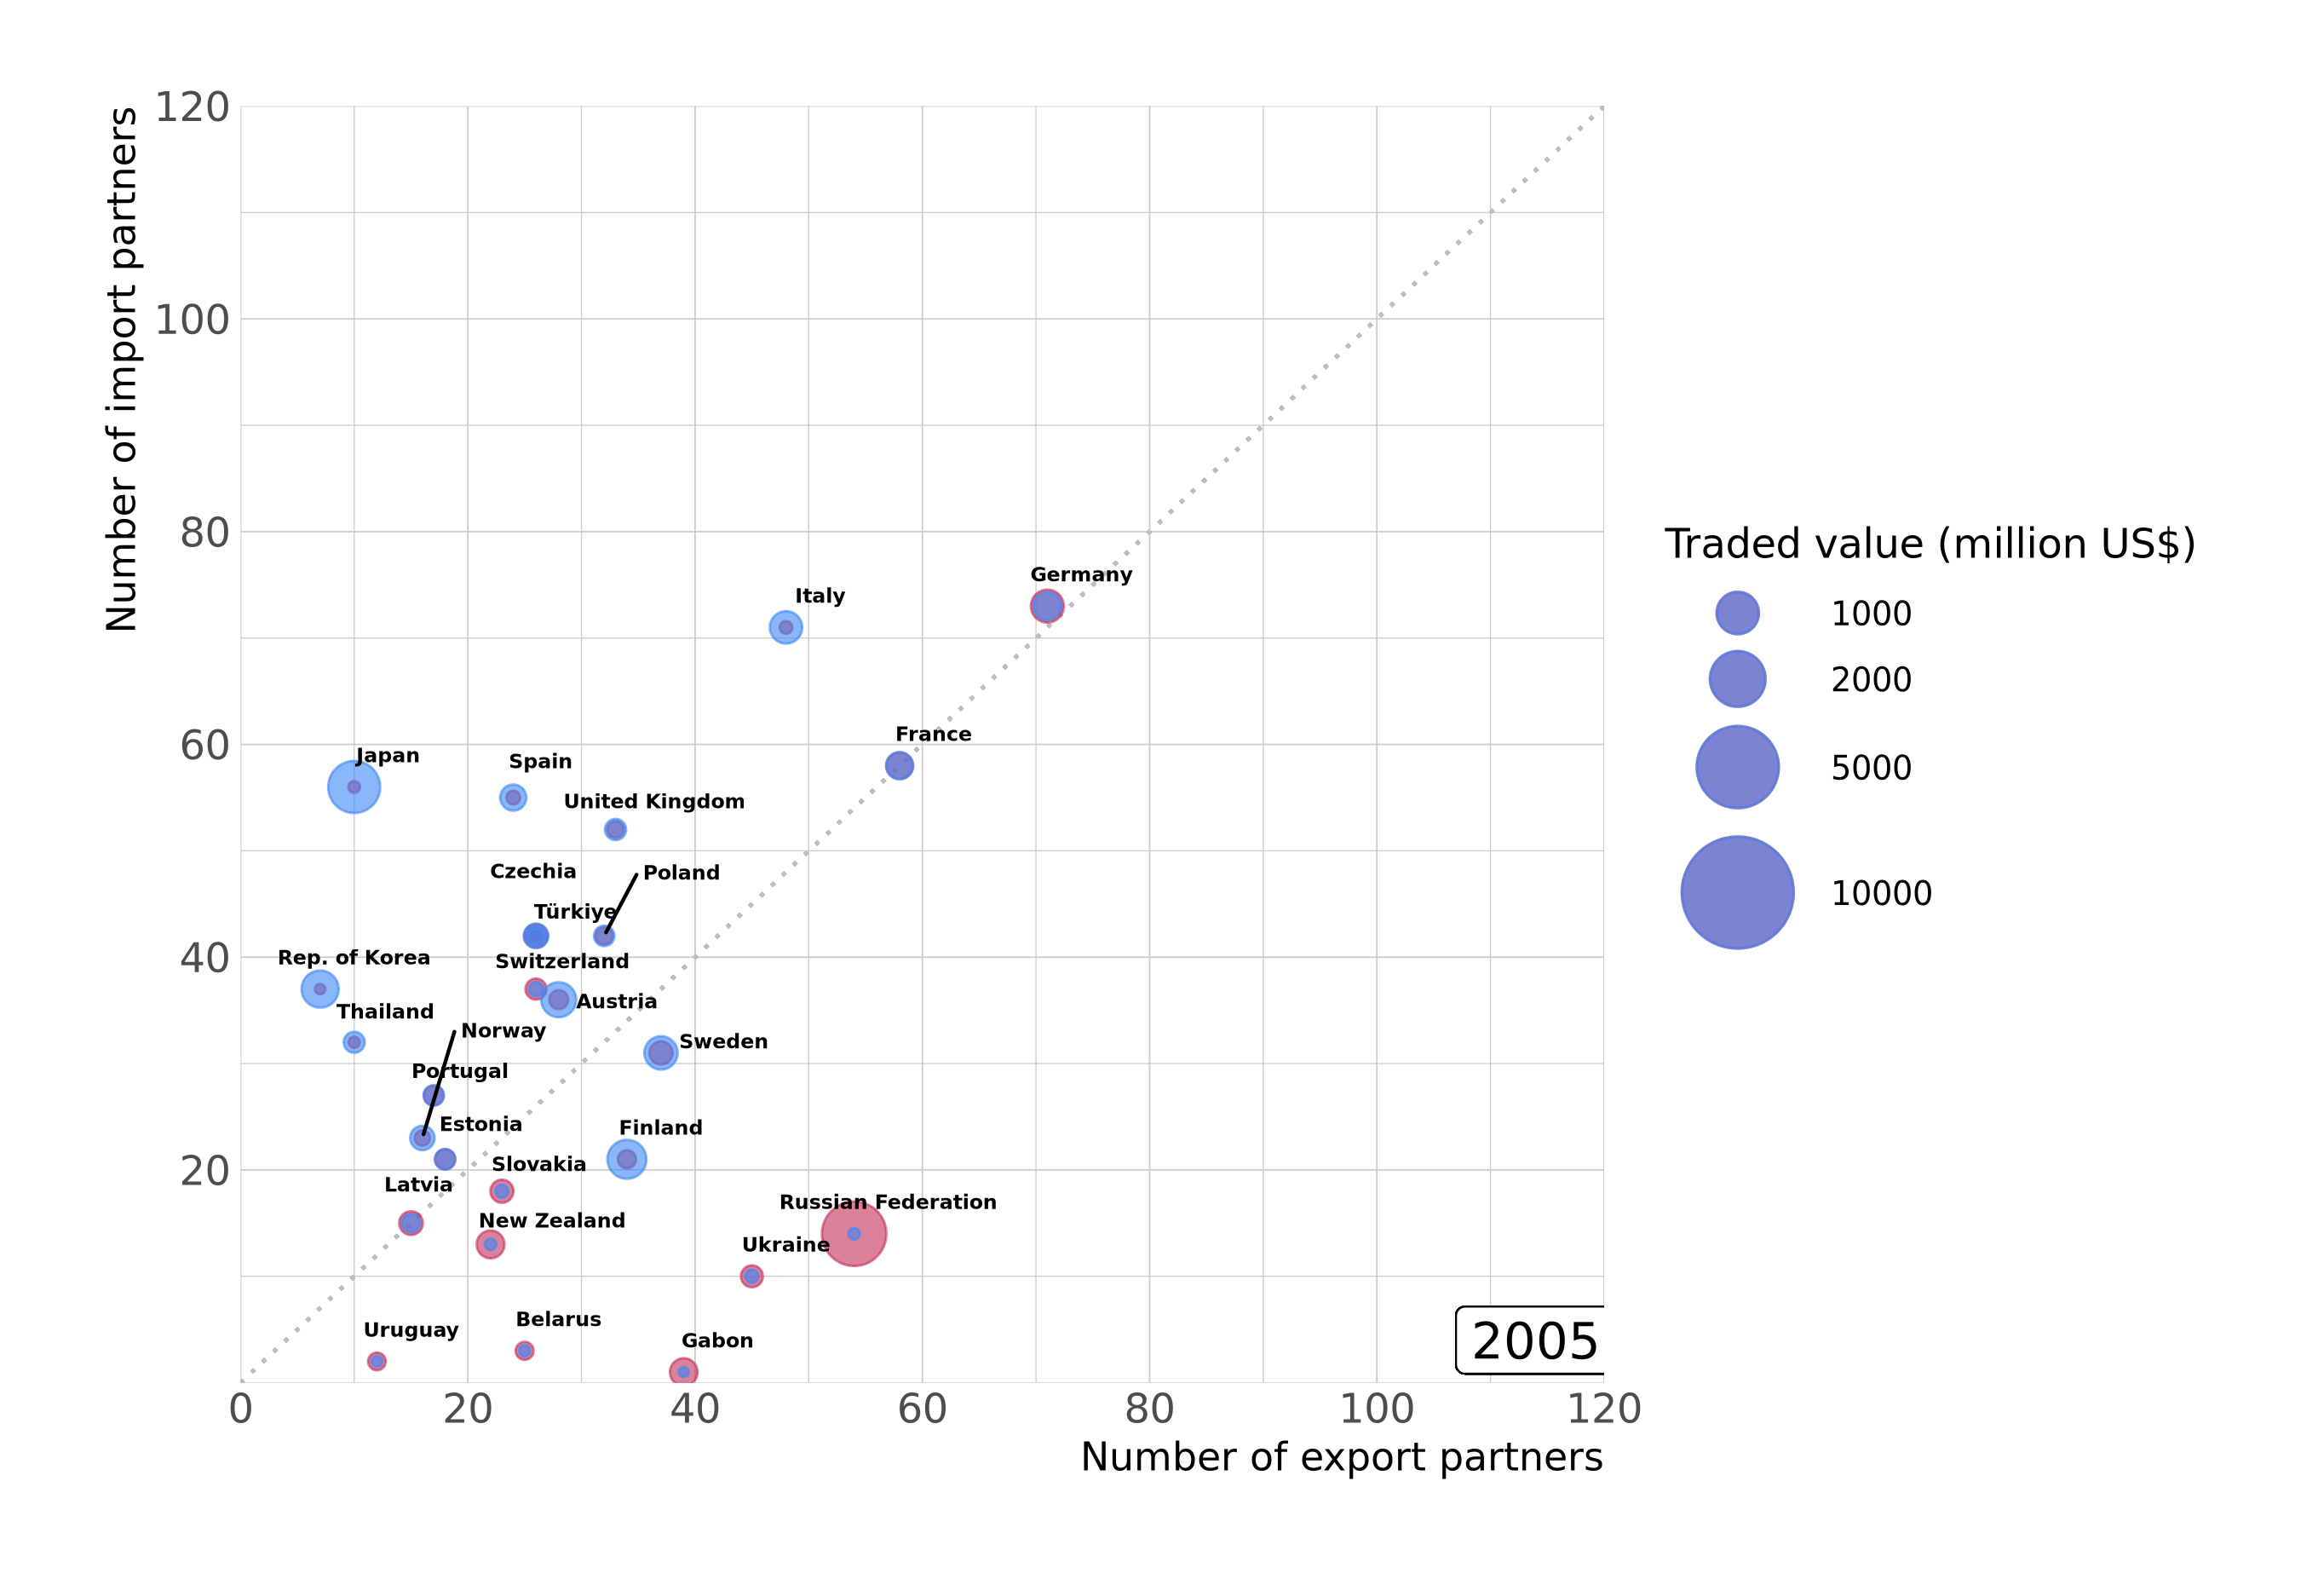 Number of import partners
120
100
80
60
40
20
0
20
40
60
80
100
120
Number of export partners
Germany
Italy
France
Japan
Spain
United Kingdom
Czechia
Poland
Türkiye
Rep. of Korea
Switzerland
Austria
Thailand
Norway
Sweden
Portugal
Estonia
Finland
Slovakia
Latvia
Russian Federation
New Zealand
Ukraine
Belarus
Uruguay
Gabon
2005
Traded value (million US$)
1000
2000
5000
10000